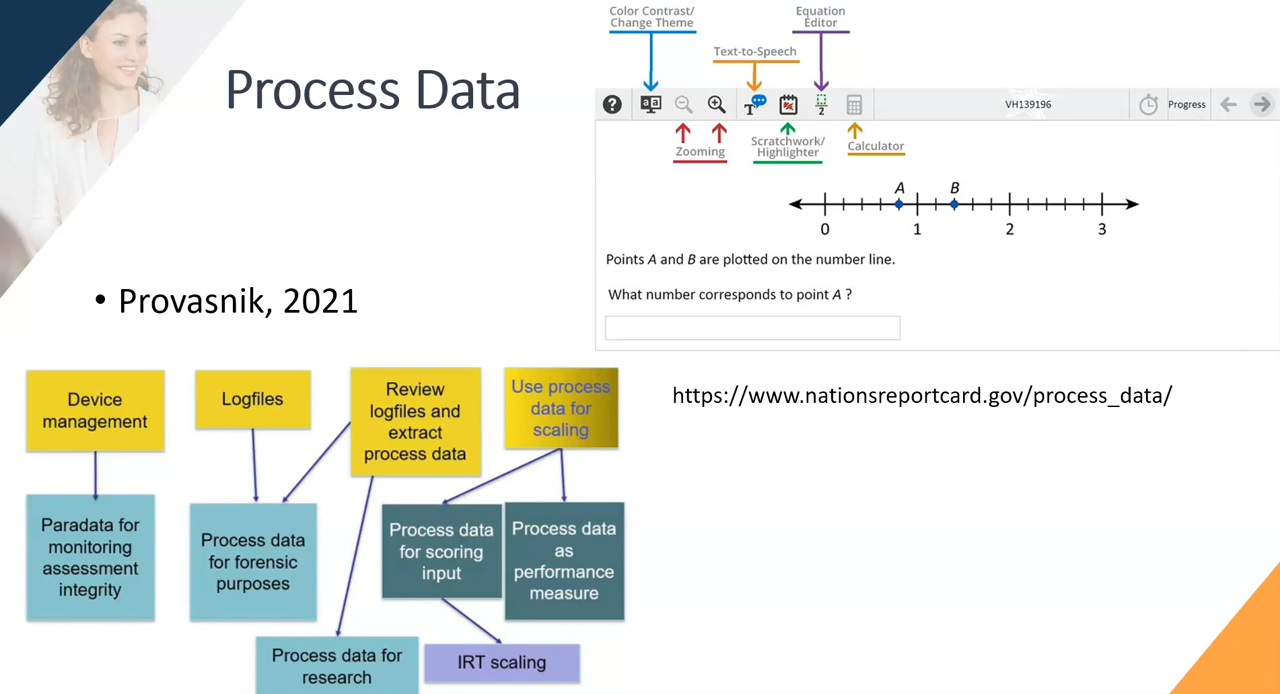 Process Data
• Provasnik, 2021
Color Contrast/
Change Theme
Text-to-Speech
Equation
Editor
VH139196
Progress
Zooming
Scratchwork/
Highlighter
Calculator
A
B
0
1
2
3
Points A and B are plotted on the number line.
What number corresponds to point A ?
https://www.nationsreportcard.gov/process_data/
Device
management
Logfiles
Review
logfiles and
extract
process data
Use process
data for
scaling
Paradata for
monitoring
assessment
integrity
Process data
for forensic
purposes
Process data
for scoring
input
Process data
as
performance
measure
Process data for
research
IRT scaling